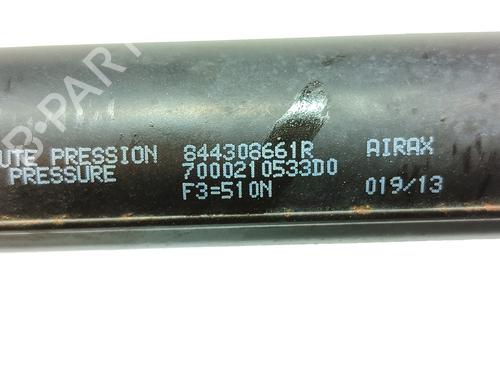 UTE PRESSION 844308661R AIRAX
PRESSURE 7000210533D0
F3=510N 019/13
B-PART